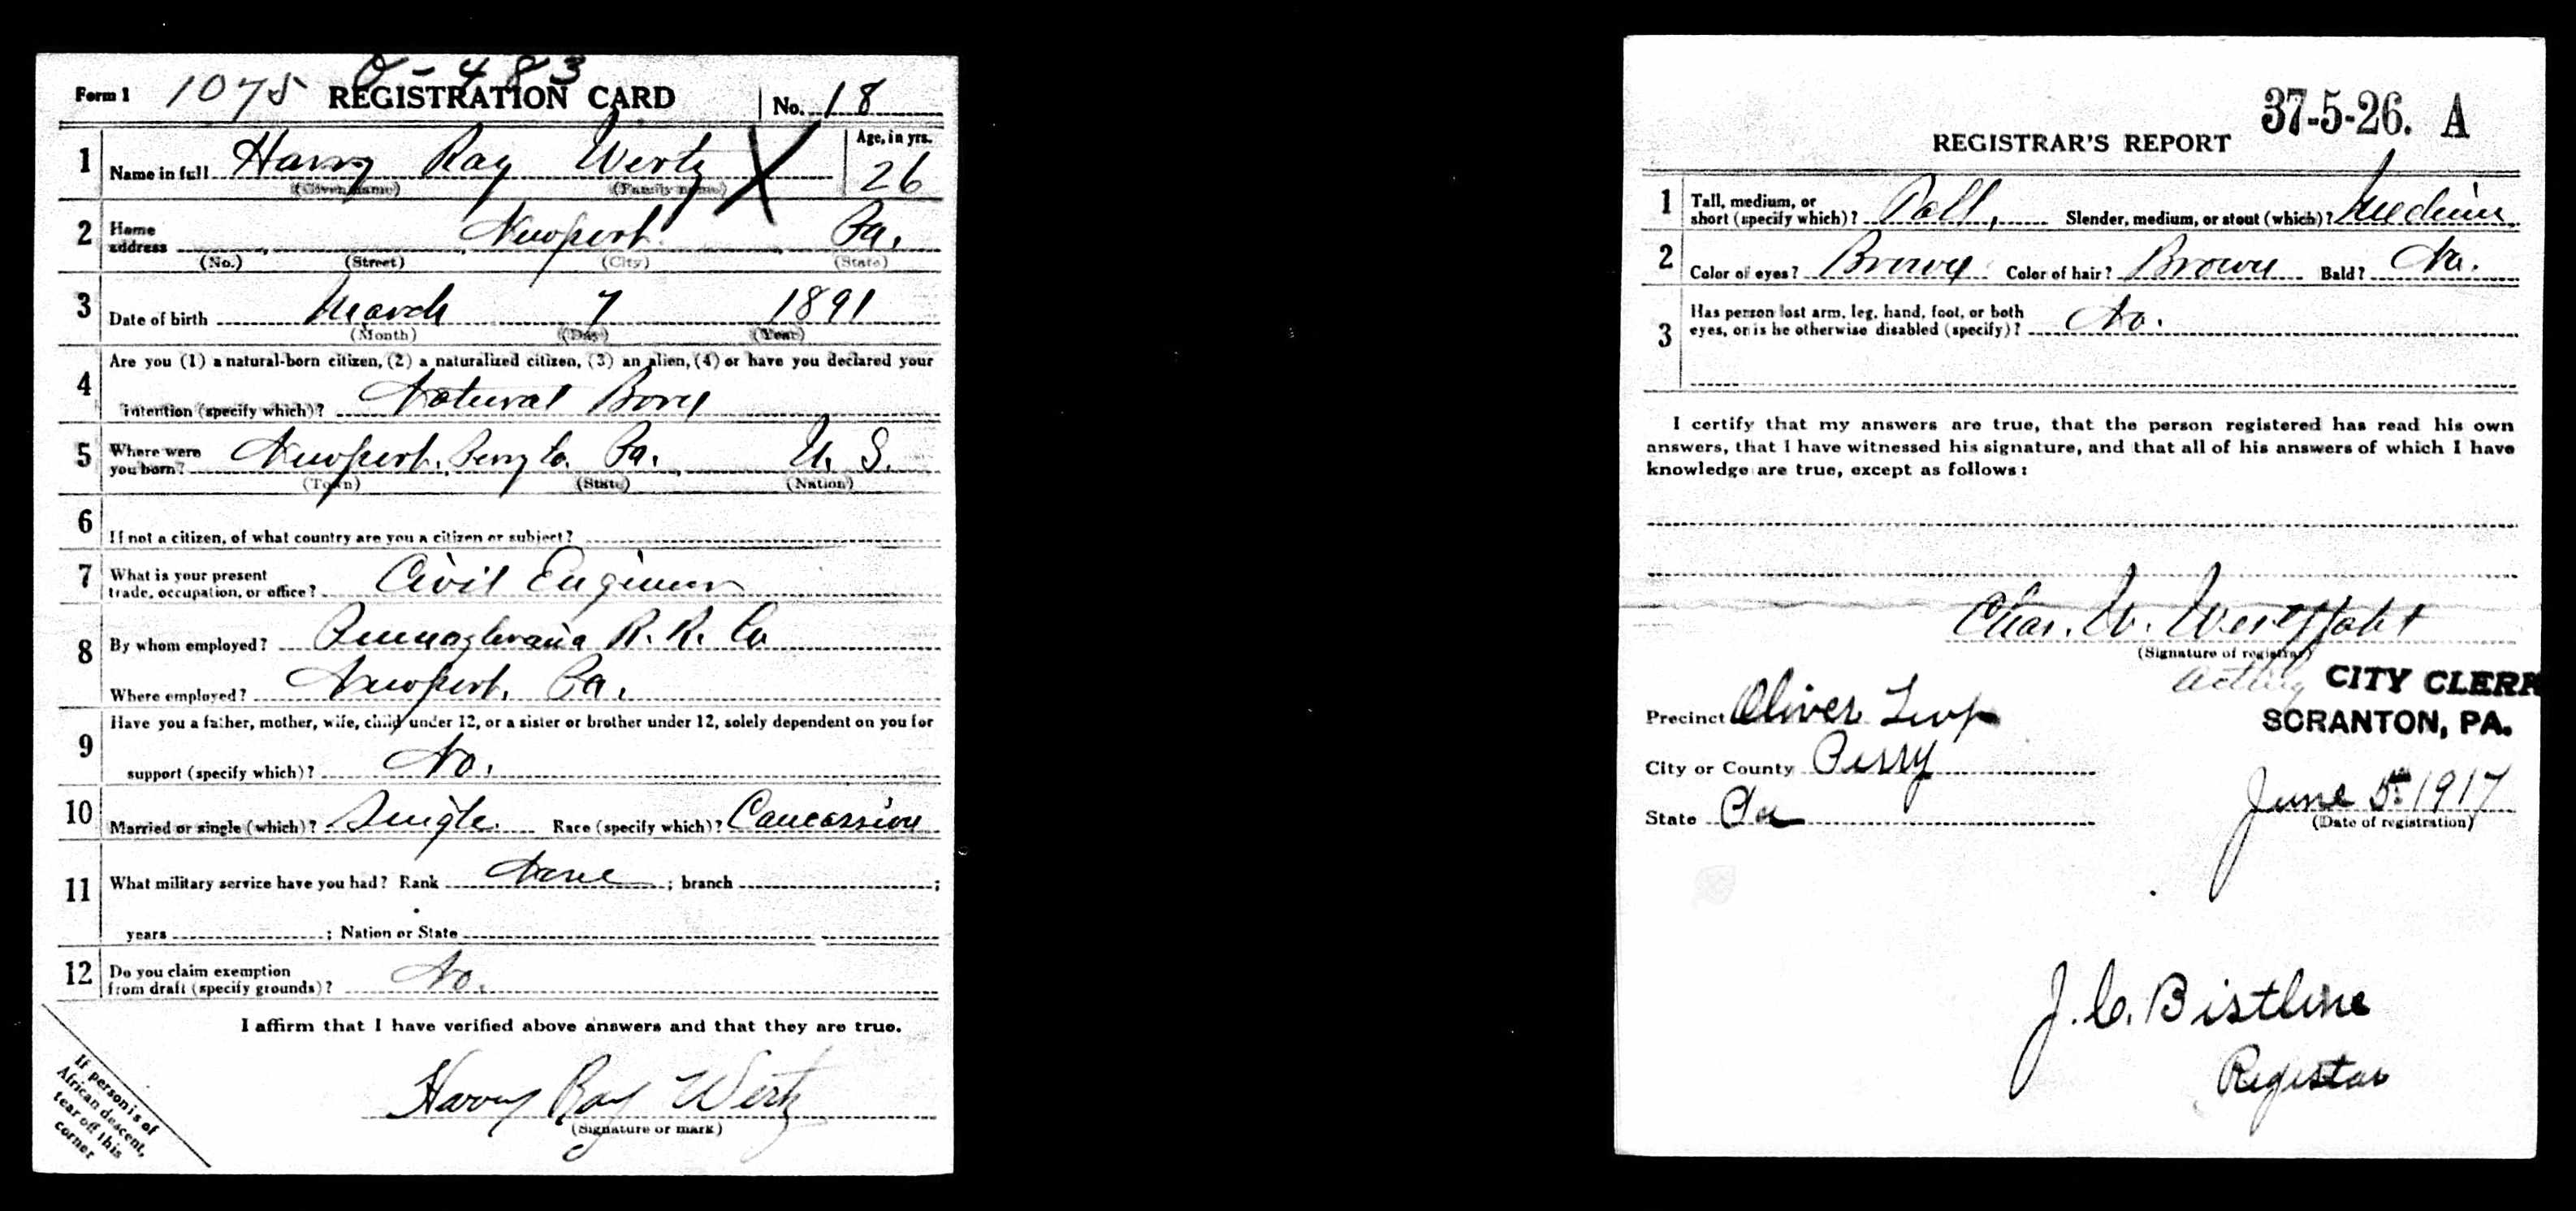 O-483
Form 1 1075 REGISTRATION CARD No. 18
1 Name in full Harry Ray Wertz X Age, in yrs. 26
(Given name) (Family name)
2 Home address Newport Pa.
(No.) (Street) (City) (State)
3 Date of birth March 7 1891
(Month) (Day) (Year)
4 Are you (1) a natural-born citizen, (2) a naturalized citizen, (3) an alien, (4) or have you declared your
intention (specify which)? Natural Born
5 Where were you born? Newport, Perry Co. Pa. U. S.
(Town) (State) (Nation)
6 If not a citizen, of what country are you a citizen or subject?
7 What is your present
trade, occupation, or office? Civil Engineer
8 By whom employed? Pennsylvania R. R. Co
Where employed? Newport, Pa.
9 Have you a father, mother, wife, child under 12, or a sister or brother under 12, solely dependent on you for
support (specify which)? No.
10 Married or single (which)? Single. Race (specify which)? Caucassion
11 What military service have you had? Rank None ; branch ;
years ; Nation or State
12 Do you claim exemption
from draft (specify grounds)? No.
I affirm that I have verified above answers and that they are true.
Harry Ray Wertz
(Signature or mark)
If person is of
African descent,
tear off this
corner
37-5-26. A
REGISTRAR'S REPORT
1 Tall, medium, or
short (specify which)? Tall, Slender, medium, or stout (which)? Medium
2 Color of eyes? Brown Color of hair? Brown Bald? No.
3 Has person lost arm, leg, hand, foot, or both
eyes, or is he otherwise disabled (specify)? No.
I certify that my answers are true, that the person registered has read his own
answers, that I have witnessed his signature, and that all of his answers of which I have
knowledge are true, except as follows:
Chas. W.
(Signature of registrar)
Acting CITY CLERK
SCRANTON, PA.
Precinct Oliver Twp
City or County Perry
State Pa
June 5th 1917
(Date of registration)
J. C. Bistline
Registar